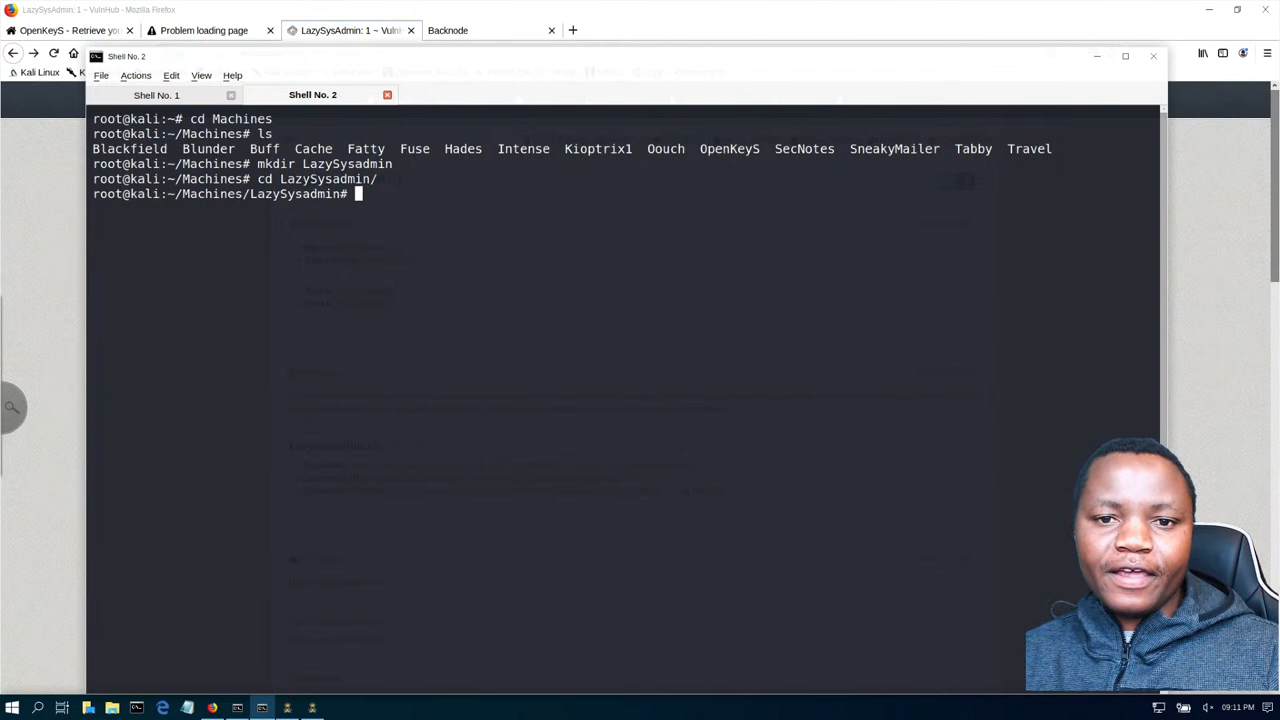 LazySysAdmin: 1 ~ VulnHub - Mozilla Firefox
OpenKeyS - Retrieve you
Problem loading page
LazySysAdmin: 1 ~ VulnH
Backnode
Kali Linux
Shell No. 2
File Actions Edit View Help
Shell No. 1
Shell No. 2
root@kali:~# cd Machines
root@kali:~/Machines# ls
Blackfield Blunder Buff Cache Fatty Fuse Hades Intense Kioptrix1 Oouch OpenKeyS SecNotes SneakyMailer Tabby Travel
root@kali:~/Machines# mkdir LazySysadmin
root@kali:~/Machines# cd LazySysadmin/
root@kali:~/Machines/LazySysadmin#
09:11 PM